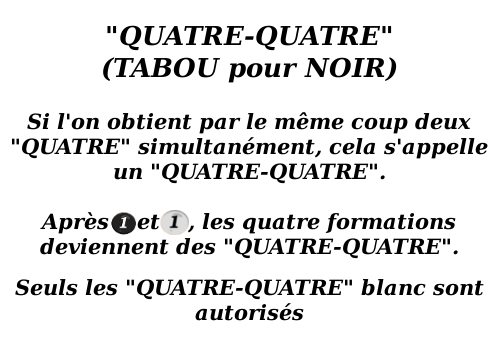 "QUATRE-QUATRE"
(TABOU pour NOIR)
Si l'on obtient par le même coup deux
"QUATRE" simultanément, cela s'appelle
un "QUATRE-QUATRE".
Après 1 et 1, les quatre formations
deviennent des "QUATRE-QUATRE".
Seuls les "QUATRE-QUATRE" blanc sont
autorisés